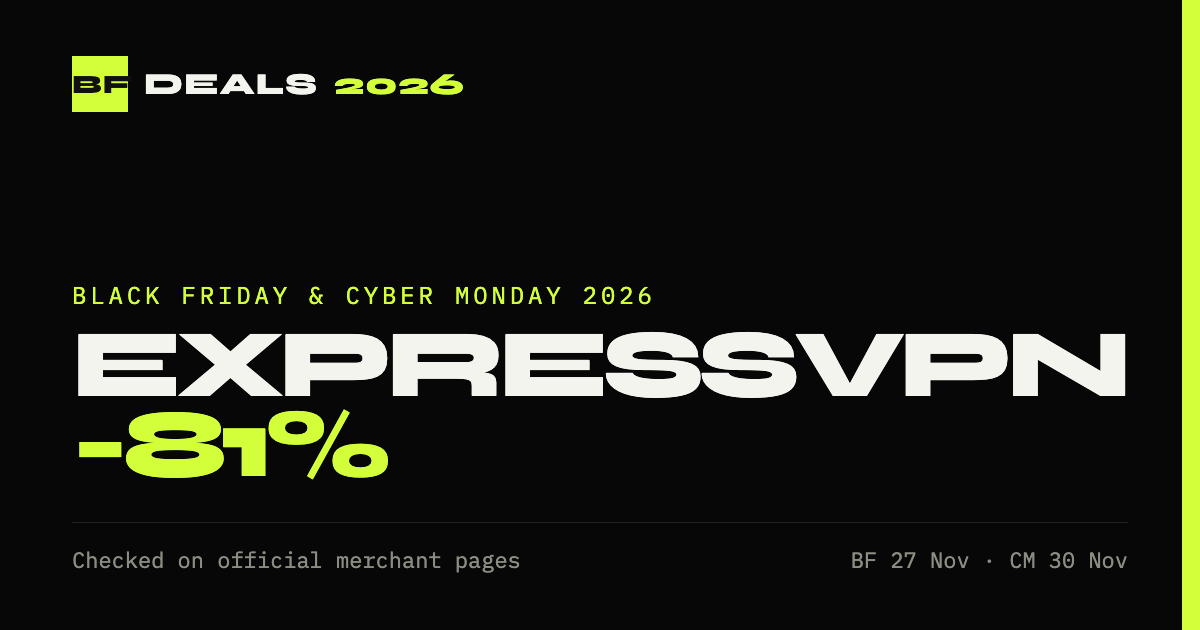 BF DEALS 2026
BLACK FRIDAY & CYBER MONDAY 2026
EXPRESSVPN
-81%
Checked on official merchant pages
BF 27 Nov · CM 30 Nov